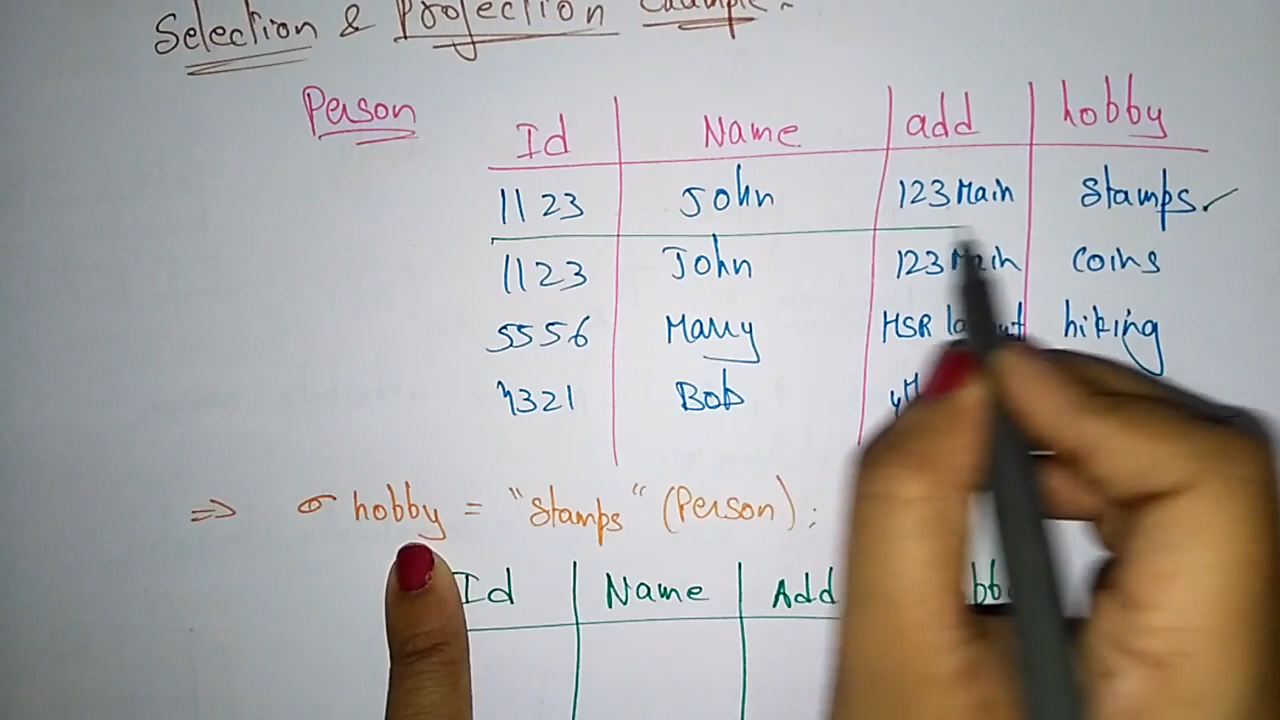 Selection & Projection Example
Person
Id Name add hobby
1123 John 123 Main Stamps ✓
1123 John 123 Main Coins
5556 Mary HSR hiking
4321 Bob
⇒ σ hobby = "Stamps" (Person);
Id Name Add